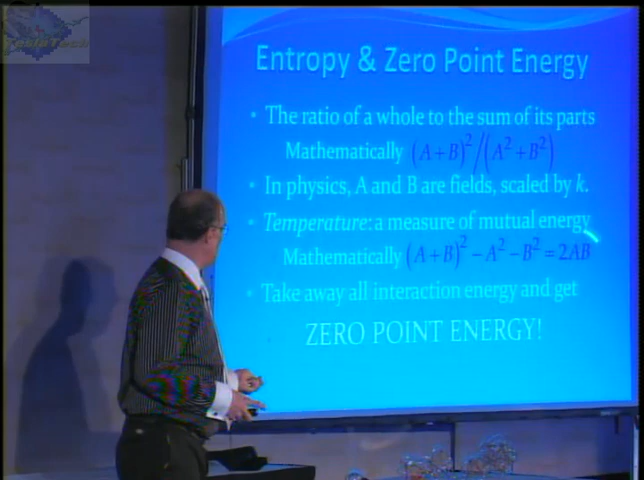 TeslaTech
Entropy & Zero Point Energy
• The ratio of a whole to the sum of its parts
Mathematically (A+B)²/(A²+B²)
• In physics, A and B are fields, scaled by k.
• Temperature: a measure of mutual energy
Mathematically (A+B)²−A²−B²=2AB
• Take away all interaction energy and get
ZERO POINT ENERGY!